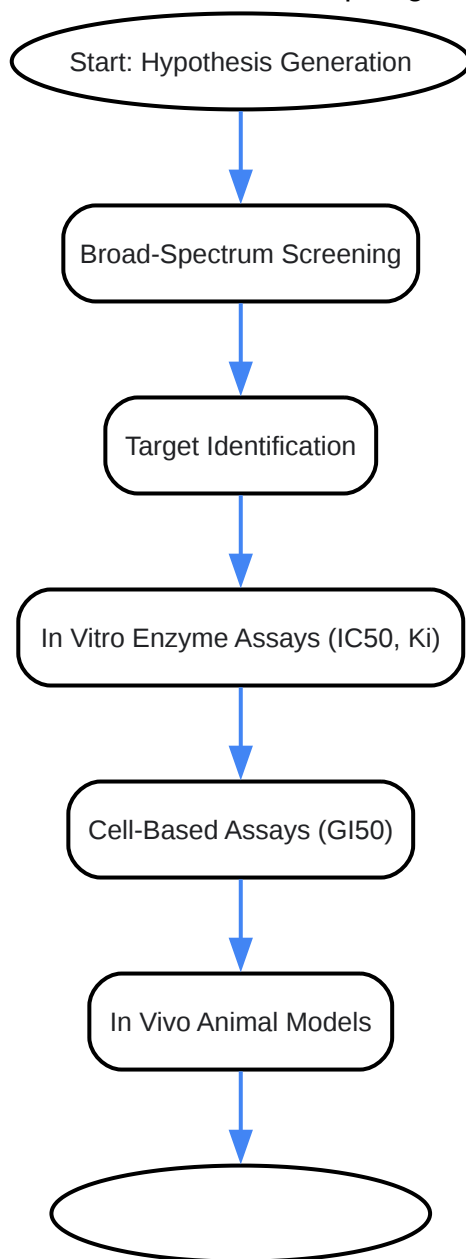 Start: Hypothesis Generation
Broad-Spectrum Screening
Target Identification
In Vitro Enzyme Assays (IC50, Ki)
Cell-Based Assays (GI50)
In Vivo Animal Models